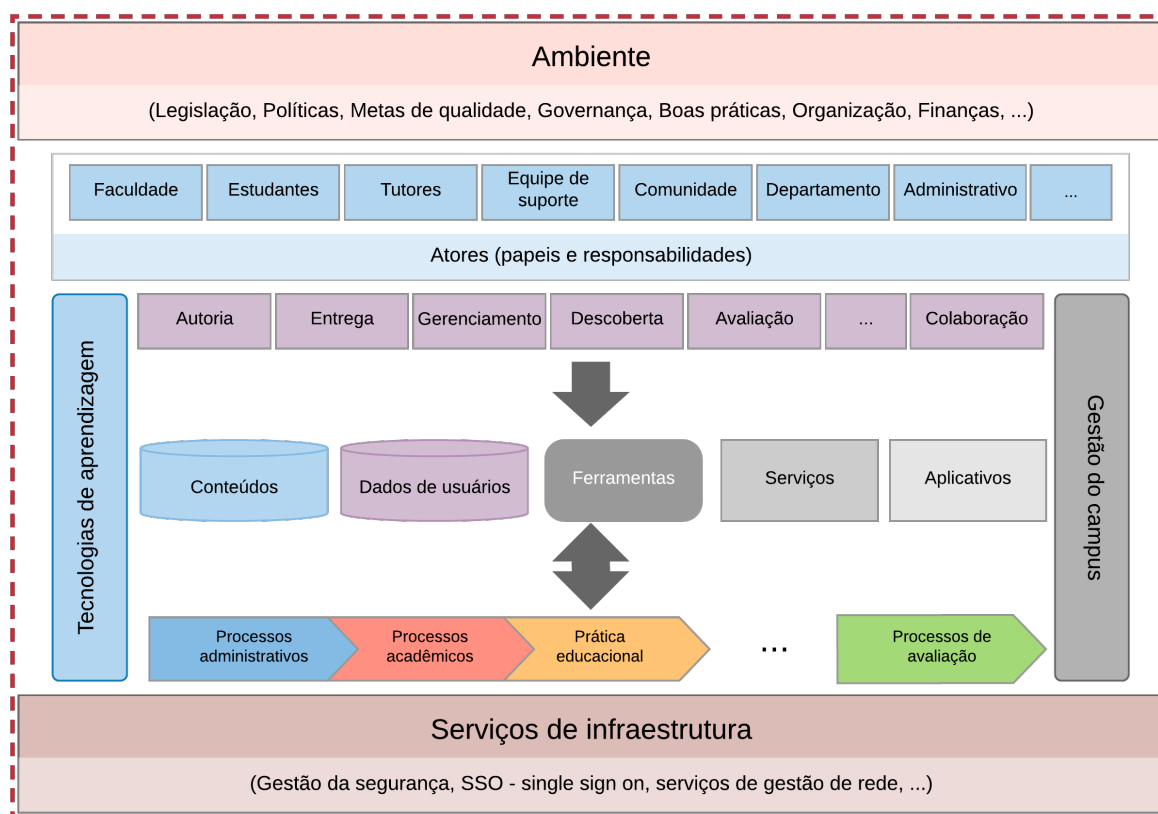 Ambiente
(Legislação, Políticas, Metas de qualidade, Governança, Boas práticas, Organização, Finanças, ...)
Faculdade
Estudantes
Tutores
Equipe de
suporte
Comunidade
Departamento
Administrativo
...
Atores (papeis e responsabilidades)
Tecnologias de aprendizagem
Autoria
Entrega
Gerenciamento
Descoberta
Avaliação
...
Colaboração
Gestão do campus
Conteúdos
Dados de usuários
Ferramentas
Serviços
Aplicativos
Processos
administrativos
Processos
acadêmicos
Prática
educacional
...
Processos de
avaliação
Serviços de infraestrutura
(Gestão da segurança, SSO - single sign on, serviços de gestão de rede, ...)